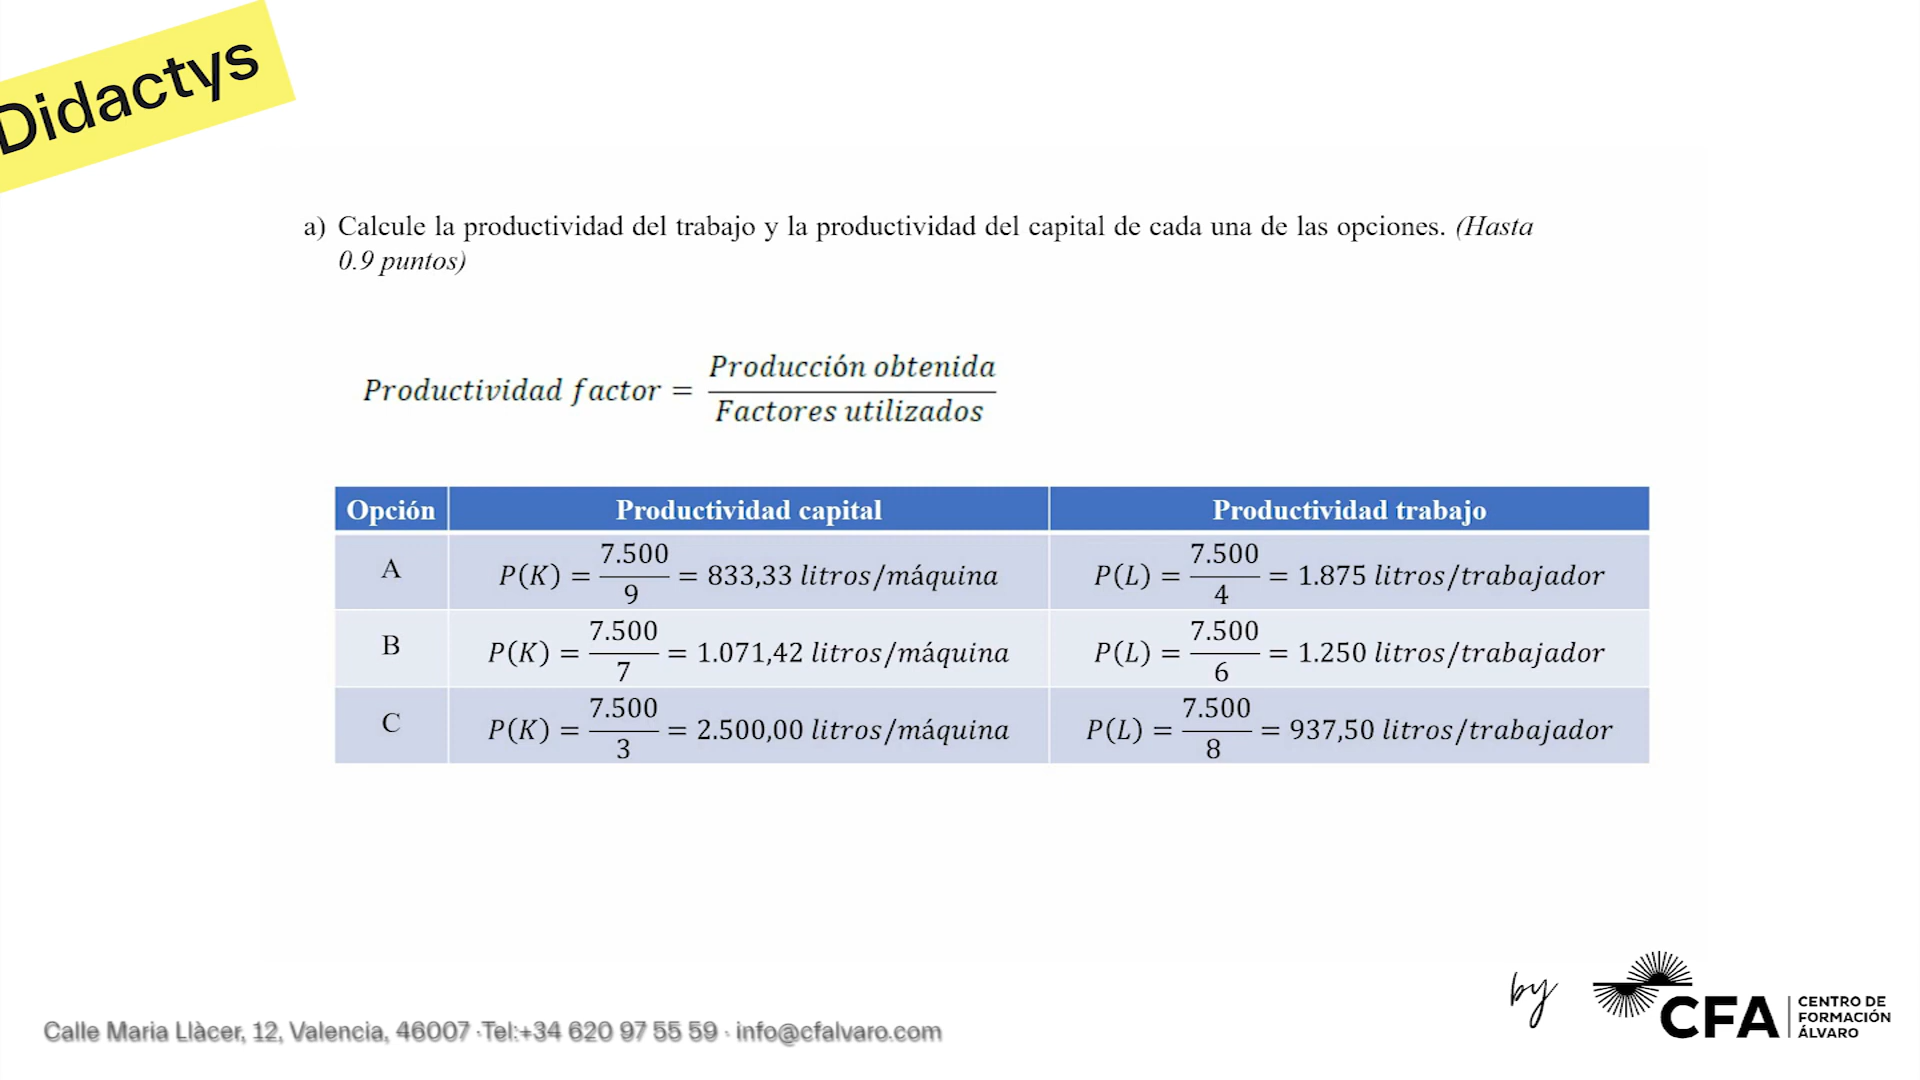 Didactys
a) Calcule la productividad del trabajo y la productividad del capital de cada una de las opciones. (Hasta
0.9 puntos)
Productividad factor = Producción obtenida / Factores utilizados
Opción Productividad capital Productividad trabajo
A P(K) = 7.500 / 9 = 833,33 litros/máquina P(L) = 7.500 / 4 = 1.875 litros/trabajador
B P(K) = 7.500 / 7 = 1.071,42 litros/máquina P(L) = 7.500 / 6 = 1.250 litros/trabajador
C P(K) = 7.500 / 3 = 2.500,00 litros/máquina P(L) = 7.500 / 8 = 937,50 litros/trabajador
by CFA CENTRO DE
FORMACIÓN
ÁLVARO
Calle Maria Llàcer, 12, Valencia, 46007 ·Tel:+34 620 97 55 59 · info@cfalvaro.com